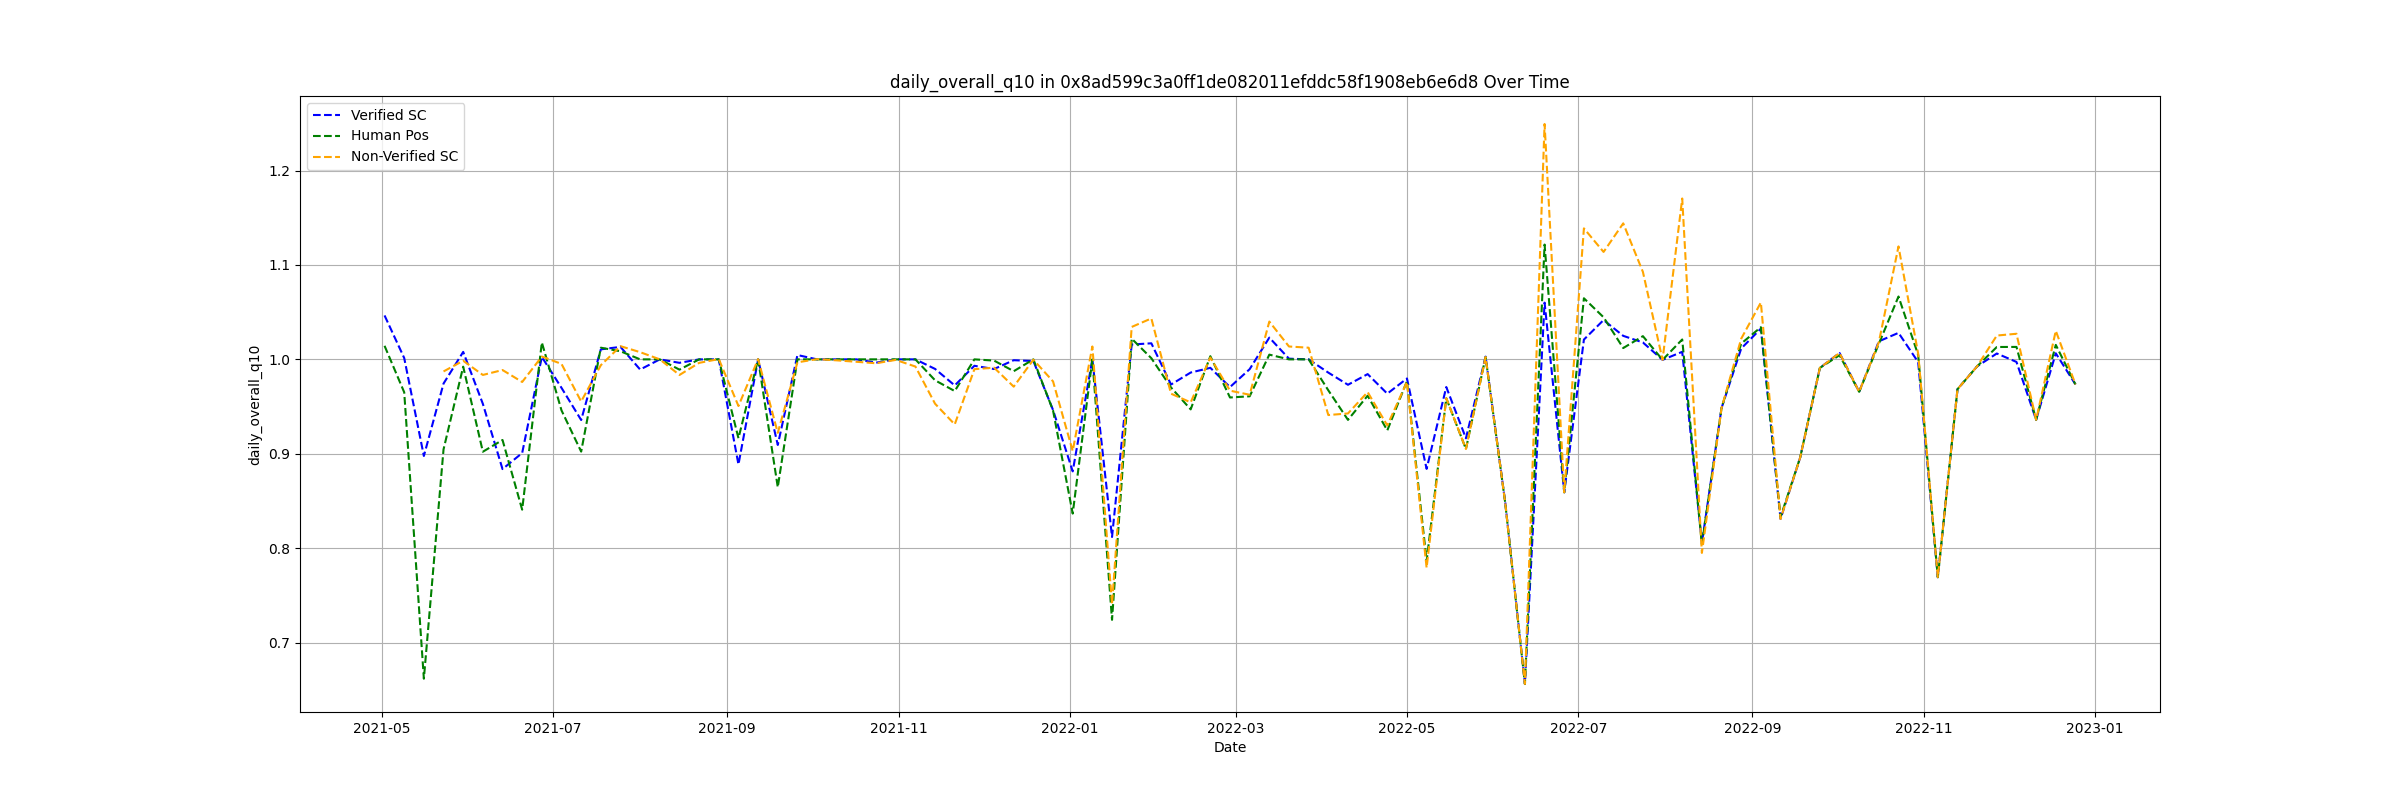 daily_overall_q10 in 0x8ad599c3a0ff1de082011efddc58f1908eb6e6d8 Over Time
Verified SC
Human Pos
Non-Verified SC
daily_overall_q10
1.2
1.1
1.0
0.9
0.8
0.7
2021-05
2021-07
2021-09
2021-11
2022-01
2022-03
2022-05
2022-07
2022-09
2022-11
2023-01
Date